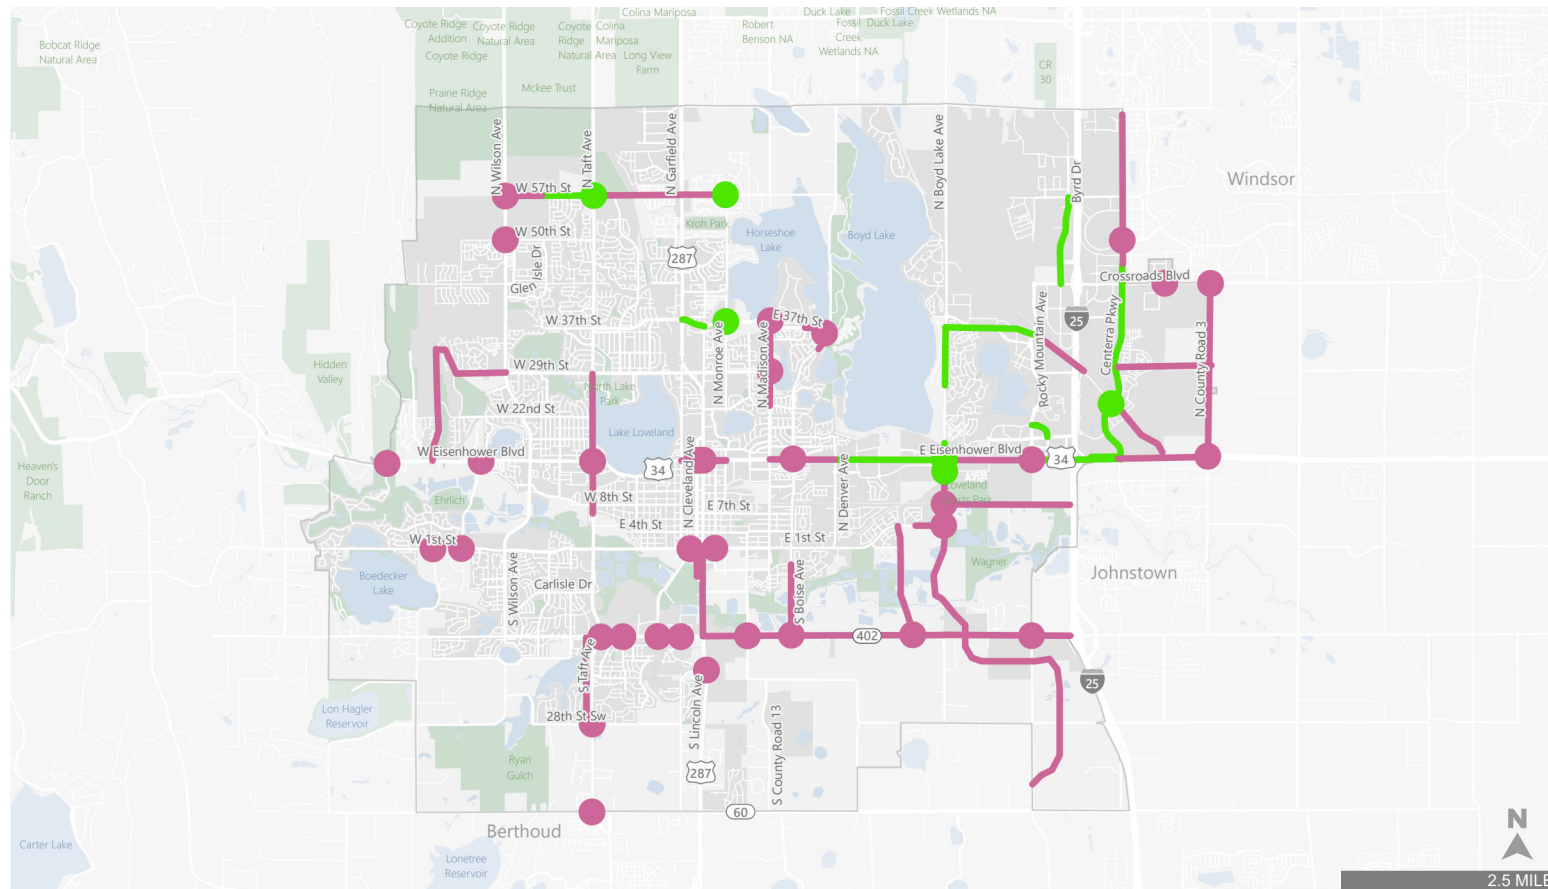 Colina Mariposa
Duck Lake
Fossil Creek Wetlands NA
Coyote Ridge
Addition
Coyote Ridge
Coyote Ridge
Natural Area
Coyote
Ridge
Natural Area
Colina
Mariposa
Long View
Farm
Robert
Benson NA
Fossil
Creek
Wetlands NA
Duck Lake
Bobcat Ridge
Natural Area
CR
30
Mckee Trust
Prairie Ridge
Natural Area
N Wilson Ave
N Taft Ave
N Garfield Ave
N Boyd Lake Ave
Byrd Dr
Windsor
W 57th St
Kroh Park
Horseshoe
Lake
Boyd Lake
W 50th St
287
Glen Isle Dr
Crossroads Blvd
W 37th St
E 37th St
25
Rocky Mountain Ave
Centerra Pkwy
N County Road 3
N Monroe Ave
N Madison Ave
Hidden
Valley
W 29th St
North Lake
Park
W 22nd St
Lake Loveland
W Eisenhower Blvd
E Eisenhower Blvd
34
34
Heaven's
Door
Ranch
N Cleveland Ave
N Denver Ave
Ehrlich
W 8th St
E 7th St
E 4th St
W 1st St
E 1st St
Wagner
Johnstown
Boedecker
Lake
Carlisle Dr
S Wilson Ave
S Boise Ave
402
S Taft Ave
25
S Lincoln Ave
Lon Hagler
Reservoir
28th St Sw
S County Road 13
Ryan
Gulch
287
60
Berthoud
Carter Lake
Lonetree
Reservoir
N